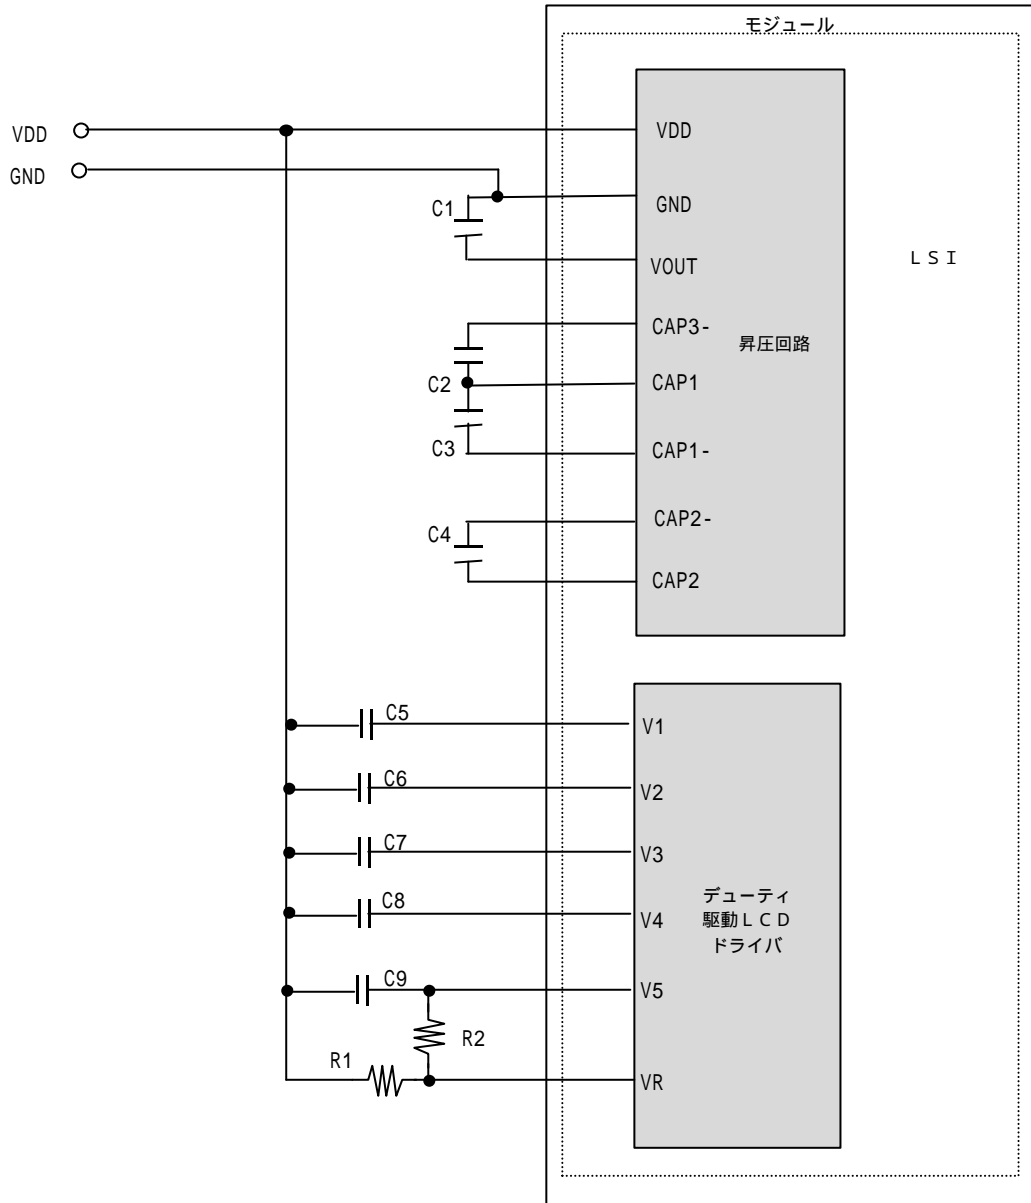 モジュール
VDD
GND
VDD
GND
C1
VOUT
ＬＳＩ
CAP3-
昇圧回路
C2
CAP1
C3
CAP1-
CAP2-
C4
CAP2
C5
V1
C6
V2
C7
V3
C8
V4
デューティ
駆動ＬＣＤ
ドライバ
C9
V5
R2
R1
VR